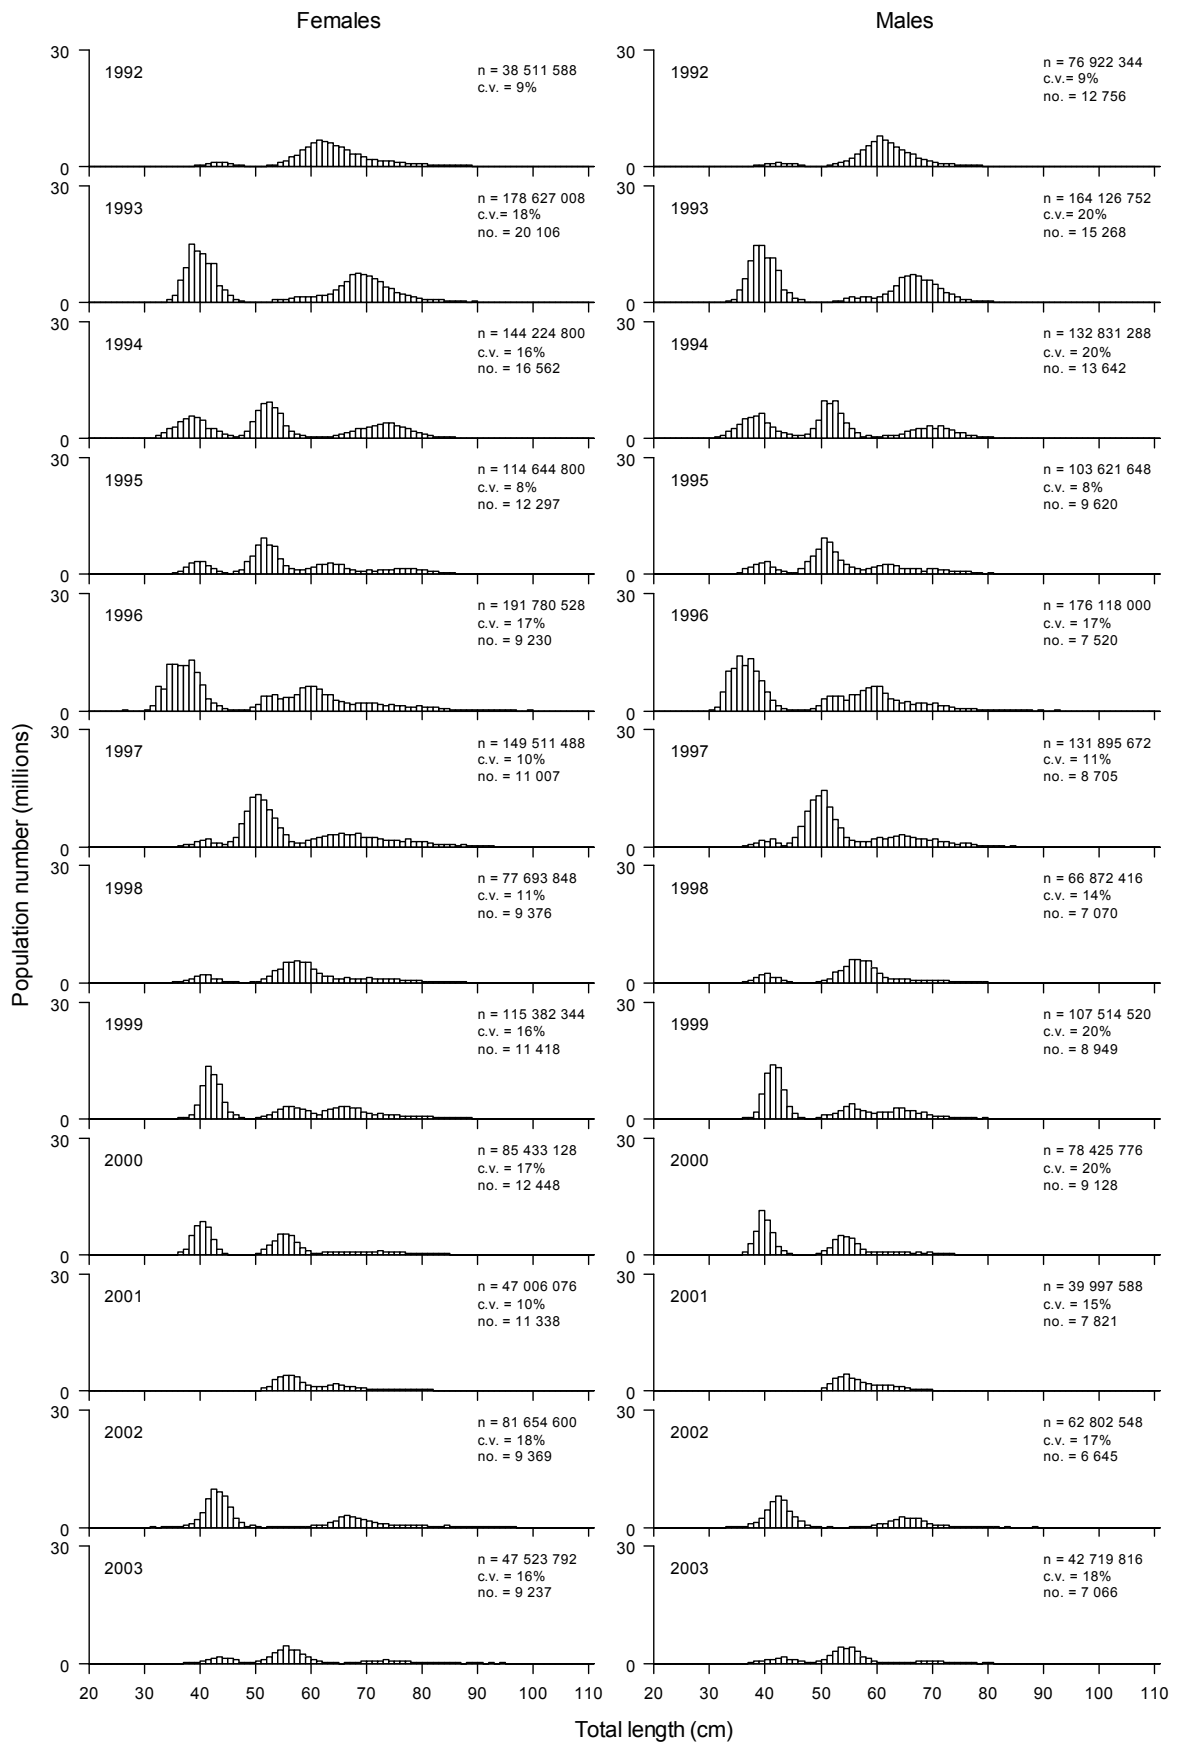 Females Males
30
1992
n = 38 511 588
c.v. = 9%
0
30
1992
n = 76 922 344
c.v.= 9%
no. = 12 756
0
30
1993
n = 178 627 008
c.v.= 18%
no. = 20 106
0
30
1993
n = 164 126 752
c.v.= 20%
no. = 15 268
0
30
1994
n = 144 224 800
c.v. = 16%
no. = 16 562
0
30
1994
n = 132 831 288
c.v. = 20%
no. = 13 642
0
30
1995
n = 114 644 800
c.v. = 8%
no. = 12 297
0
30
1995
n = 103 621 648
c.v. = 8%
no. = 9 620
0
30
1996
n = 191 780 528
c.v. = 17%
no. = 9 230
0
30
1996
n = 176 118 000
c.v. = 17%
no. = 7 520
0
30
1997
n = 149 511 488
c.v. = 10%
no. = 11 007
0
30
1997
n = 131 895 672
c.v. = 11%
no. = 8 705
0
30
1998
n = 77 693 848
c.v. = 11%
no. = 9 376
0
30
1998
n = 66 872 416
c.v. = 14%
no. = 7 070
0
30
1999
n = 115 382 344
c.v. = 16%
no. = 11 418
0
30
1999
n = 107 514 520
c.v. = 20%
no. = 8 949
0
30
2000
n = 85 433 128
c.v. = 17%
no. = 12 448
0
30
2000
n = 78 425 776
c.v. = 20%
no. = 9 128
0
30
2001
n = 47 006 076
c.v. = 10%
no. = 11 338
0
30
2001
n = 39 997 588
c.v. = 15%
no. = 7 821
0
30
2002
n = 81 654 600
c.v. = 18%
no. = 9 369
0
30
2002
n = 62 802 548
c.v. = 17%
no. = 6 645
0
30
2003
n = 47 523 792
c.v. = 16%
no. = 9 237
0
30
2003
n = 42 719 816
c.v. = 18%
no. = 7 066
0
20 30 40 50 60 70 80 90 100 110
20 30 40 50 60 70 80 90 100 110
Total length (cm)
Population number (millions)